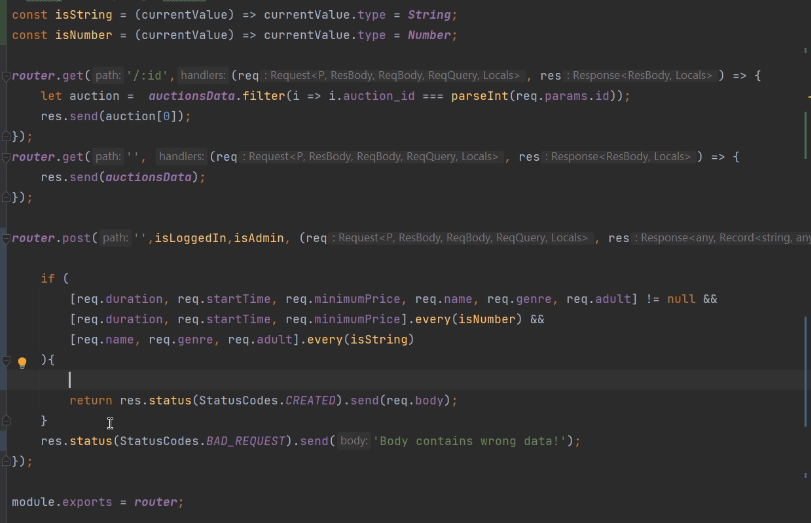 const isString = (currentValue) => currentValue.type = String;
const isNumber = (currentValue) => currentValue.type = Number;
router.get( path: '/:id', handlers: (req : Request<P, ResBody, ReqBody, ReqQuery, Locals> , res : Response<ResBody, Locals> ) => {
let auction = auctionsData.filter(i => i.auction_id === parseInt(req.params.id));
res.send(auction[0]);
});
router.get( path: '', handlers: (req : Request<P, ResBody, ReqBody, ReqQuery, Locals> , res : Response<ResBody, Locals> ) => {
res.send(auctionsData);
});
router.post( path: '',isLoggedIn,isAdmin, (req : Request<P, ResBody, ReqBody, ReqQuery, Locals> , res : Response<any, Record<string, any
if (
[req.duration, req.startTime, req.minimumPrice, req.name, req.genre, req.adult] != null &&
[req.duration, req.startTime, req.minimumPrice].every(isNumber) &&
[req.name, req.genre, req.adult].every(isString)
){
return res.status(StatusCodes.CREATED).send(req.body);
}
res.status(StatusCodes.BAD_REQUEST).send( body: 'Body contains wrong data!');
});
module.exports = router;